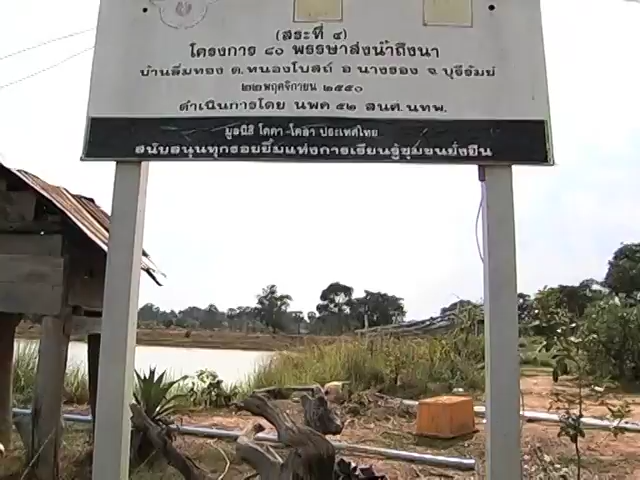 (สระที่ ๔)
โครงการ ๘๐ พรรษาส่งน้ำถึงนา
บ้านลิ่มทอง ต.หนองโบสถ์ อ.นางรอง จ.บุรีรัมย์
๒๒ พฤศจิกายน ๒๕๕๐
ดำเนินการโดย นพค ๕๒ สนภ.นทพ.
มูลนิธิ โคคา-โคลา ประเทศไทย
สนับสนุนทุกรอยยิ้มแห่งการเรียนรู้ชุมชนยั่งยืน